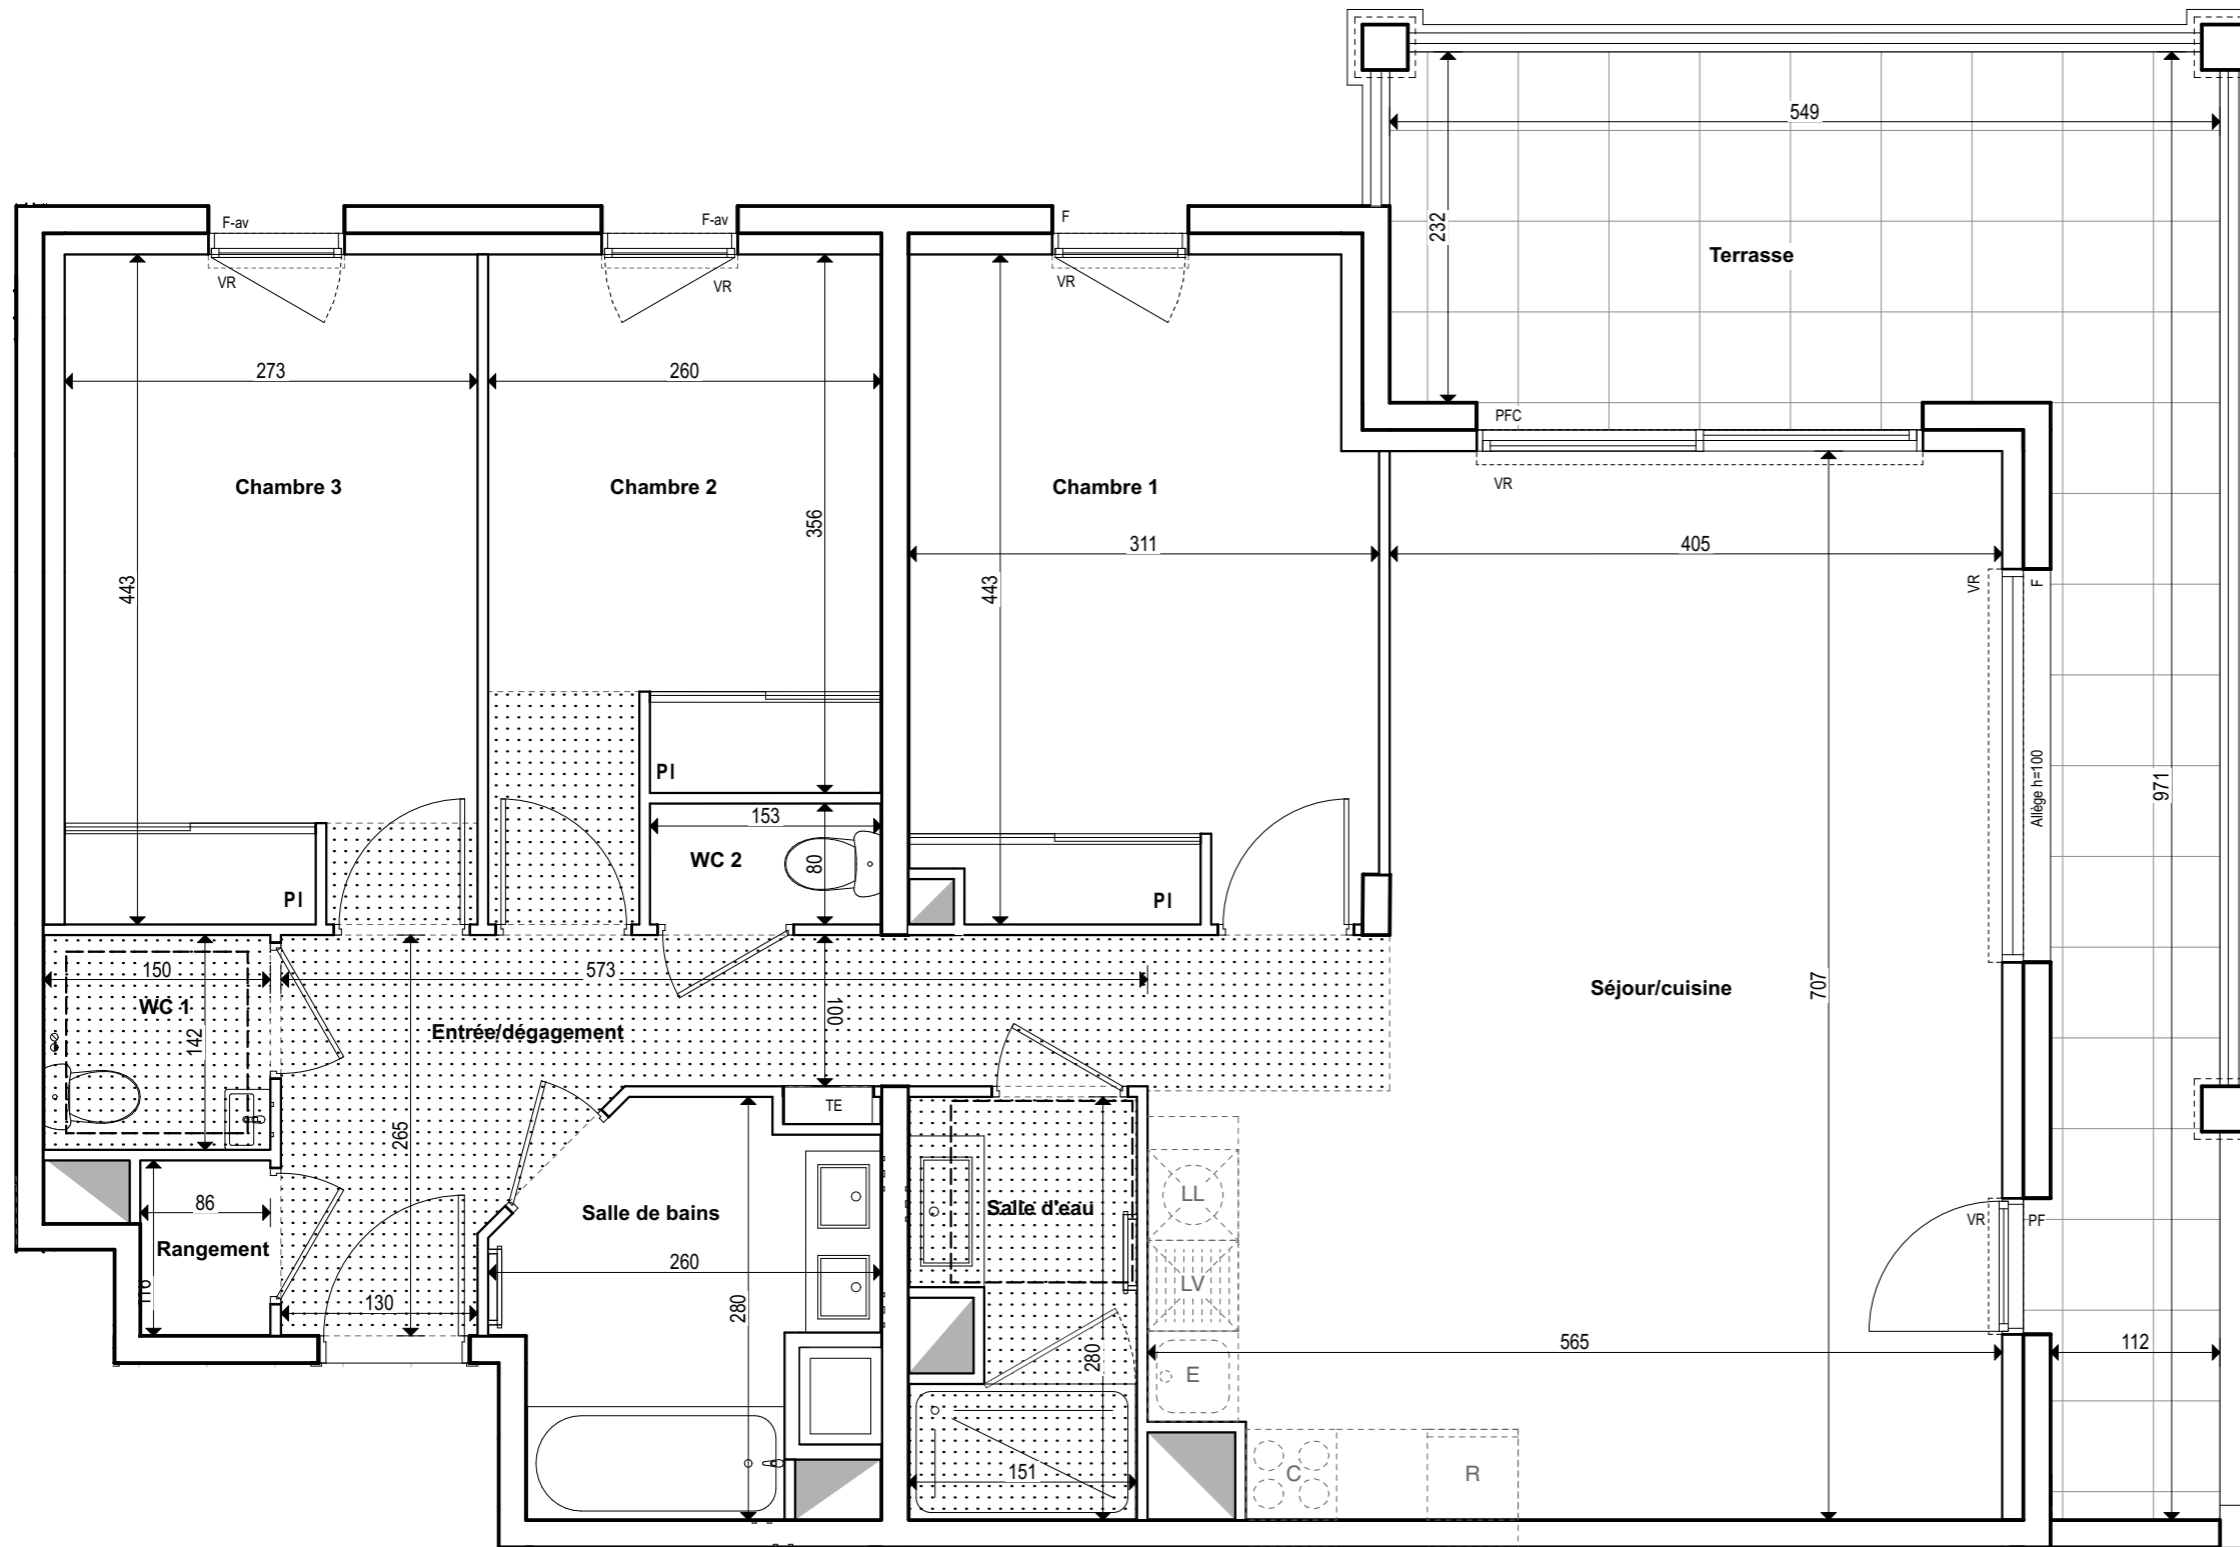 549
F-av
F-av
F
232
Terrasse
VR
VR
VR
273
260
PFC
VR
Chambre 3
Chambre 2
Chambre 1
356
311
405
443
443
VR
F
PI
Allège h=100
971
153
WC 2
80
PI
PI
150
573
WC 1
142
100
Entrée/dégagement
Séjour/cuisine
707
TE
265
86
Salle de bains
Salle d'eau
LL
VR
PF
Rangement
116
260
LV
130
280
280
565
112
E
151
C
R